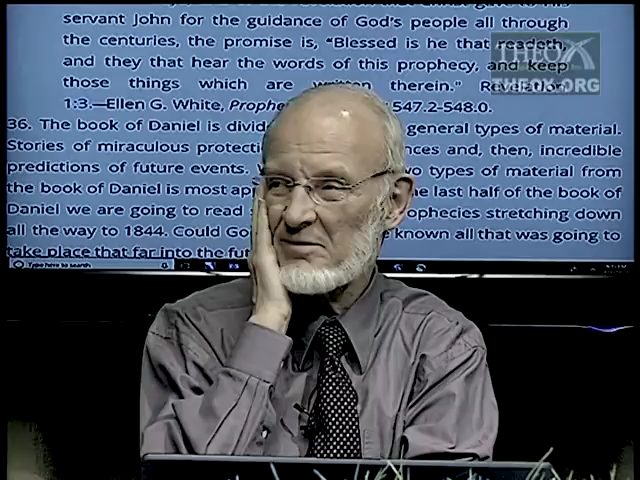 servant John for the guidance of God's people all through
the centuries, the promise is, "Blessed is he that readeth,
and they that hear the words of this prophecy, and keep
those things which are written therein." Revelation
1:3.—Ellen G. White, Prophe 547.2-548.0.
36. The book of Daniel is divid general types of material.
Stories of miraculous protecti nces and, then, incredible
predictions of future events. wo types of material from
the book of Daniel is most ap he last half of the book of
Daniel we are going to read ophecies stretching down
all the way to 1844. Could Go known all that was going to
take place that far into the fut
Type here to search
THEOX
THEOX.ORG